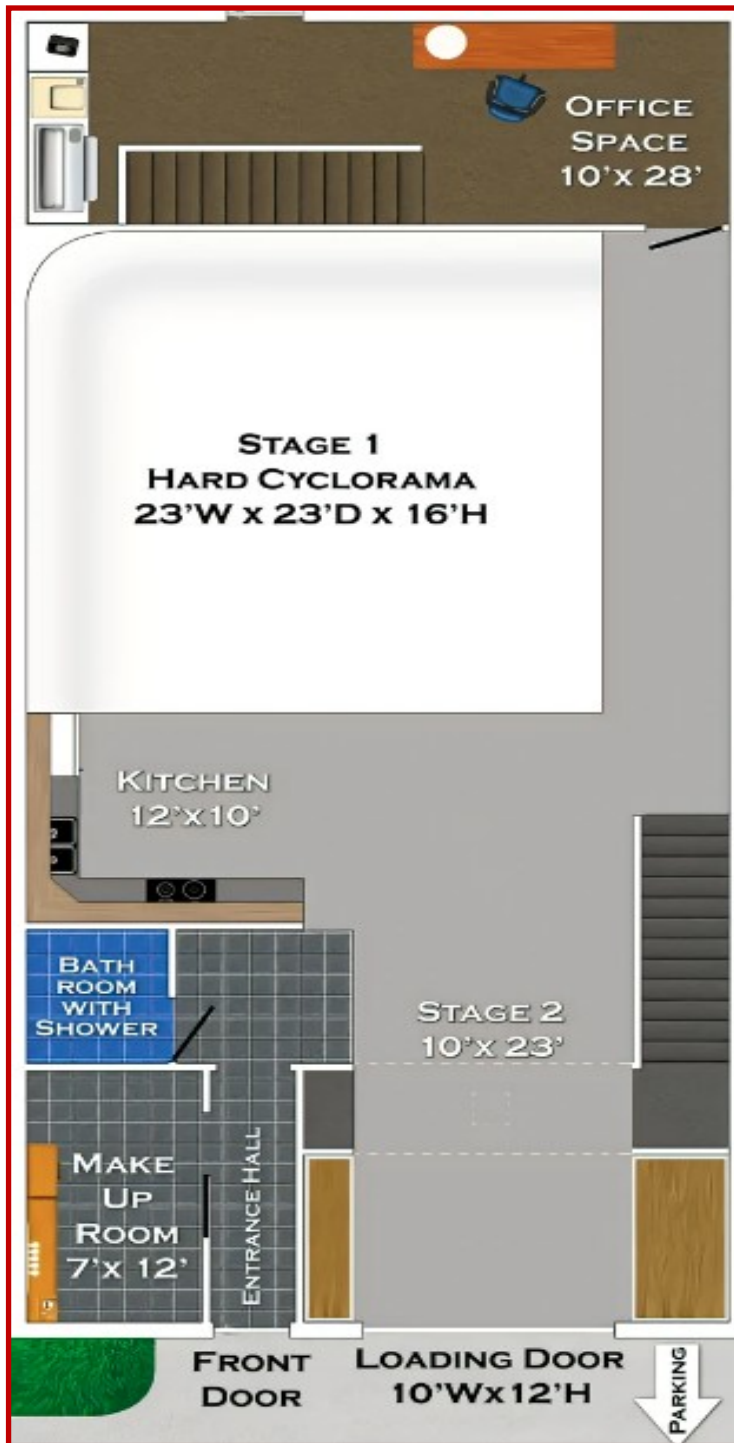 OFFICE
SPACE
10'x 28'
STAGE 1
HARD CYCLORAMA
23'W x 23'D x 16'H
KITCHEN
12'x10'
BATH
ROOM
WITH
SHOWER
STAGE 2
10'x 23'
MAKE
UP
ROOM
7'x 12'
ENTRANCE HALL
FRONT
DOOR
LOADING DOOR
10'Wx12'H
PARKING